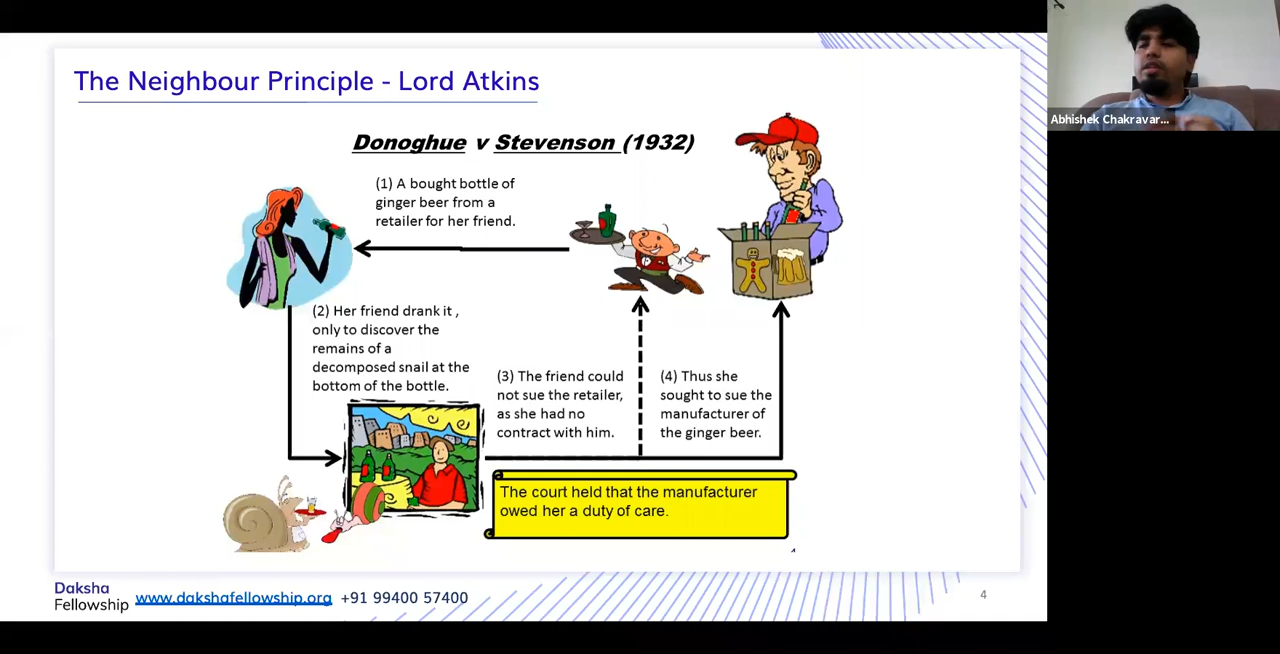 The Neighbour Principle - Lord Atkins
Abhishek Chakravar...
Donoghue v Stevenson (1932)
(1) A bought bottle of
ginger beer from a
retailer for her friend.
(2) Her friend drank it ,
only to discover the
remains of a
decomposed snail at the
bottom of the bottle.
(3) The friend could
not sue the retailer,
as she had no
contract with him.
(4) Thus she
sought to sue the
manufacturer of
the ginger beer.
The court held that the manufacturer
owed her a duty of care.
Daksha
Fellowship
www.dakshafellowship.org +91 99400 57400
4